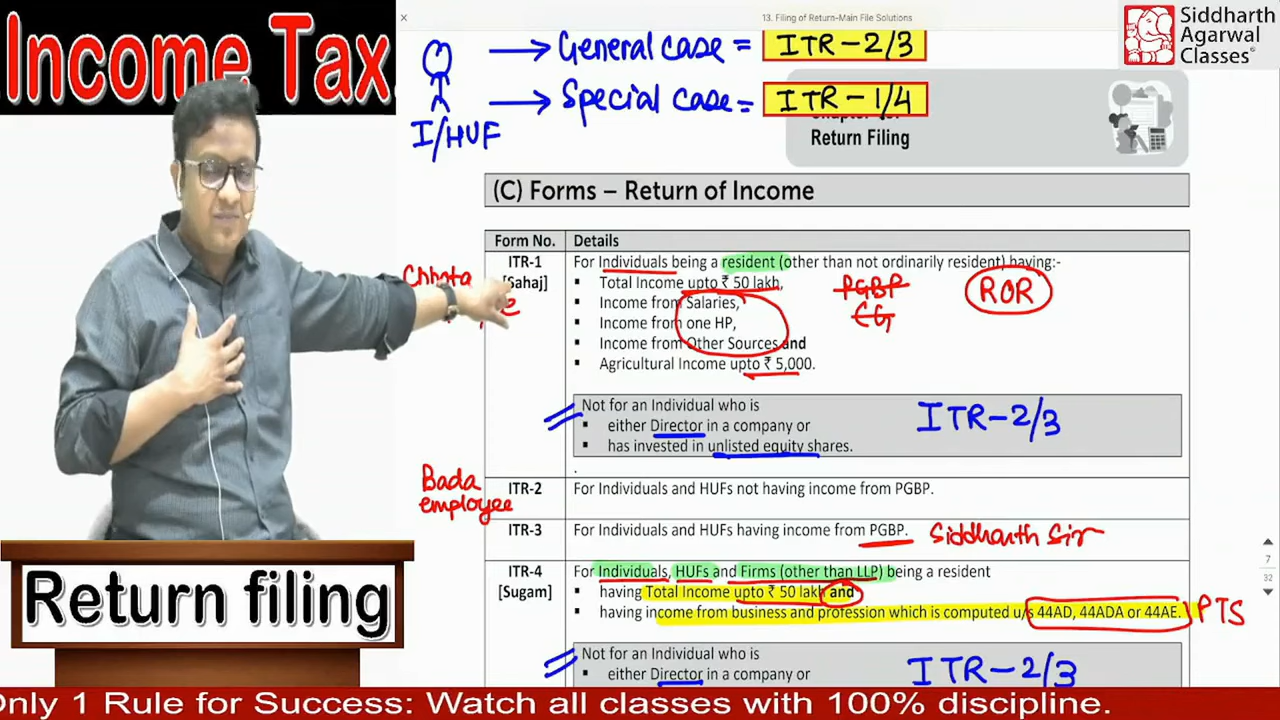 Income Tax
13. Filing of Return-Main File Solutions
Siddharth
Agarwal
Classes
I/HUF
General case = ITR-2/3
Special case = ITR-1/4
Return Filing
(C) Forms – Return of Income
Form No. Details
ITR-1 For Individuals being a resident (other than not ordinarily resident) having:-
[Sahaj] ▪ Total Income upto ₹ 50 lakh,
▪ Income from Salaries,
▪ Income from one HP,
▪ Income from Other Sources and
▪ Agricultural Income upto ₹ 5,000.
Chhota
PGBP
CG
ROR
Not for an Individual who is
▪ either Director in a company or
▪ has invested in unlisted equity shares.
ITR-2/3
Bada
employee
ITR-2 For Individuals and HUFs not having income from PGBP.
ITR-3 For Individuals and HUFs having income from PGBP. Siddharth Sir
ITR-4 For Individuals, HUFs and Firms (other than LLP) being a resident
[Sugam] ▪ having Total Income upto ₹ 50 lakh and
▪ having income from business and profession which is computed u/s 44AD, 44ADA or 44AE. PTS
Not for an Individual who is
▪ either Director in a company or
ITR-2/3
7
32
Return filing
Only 1 Rule for Success: Watch all classes with 100% discipline.